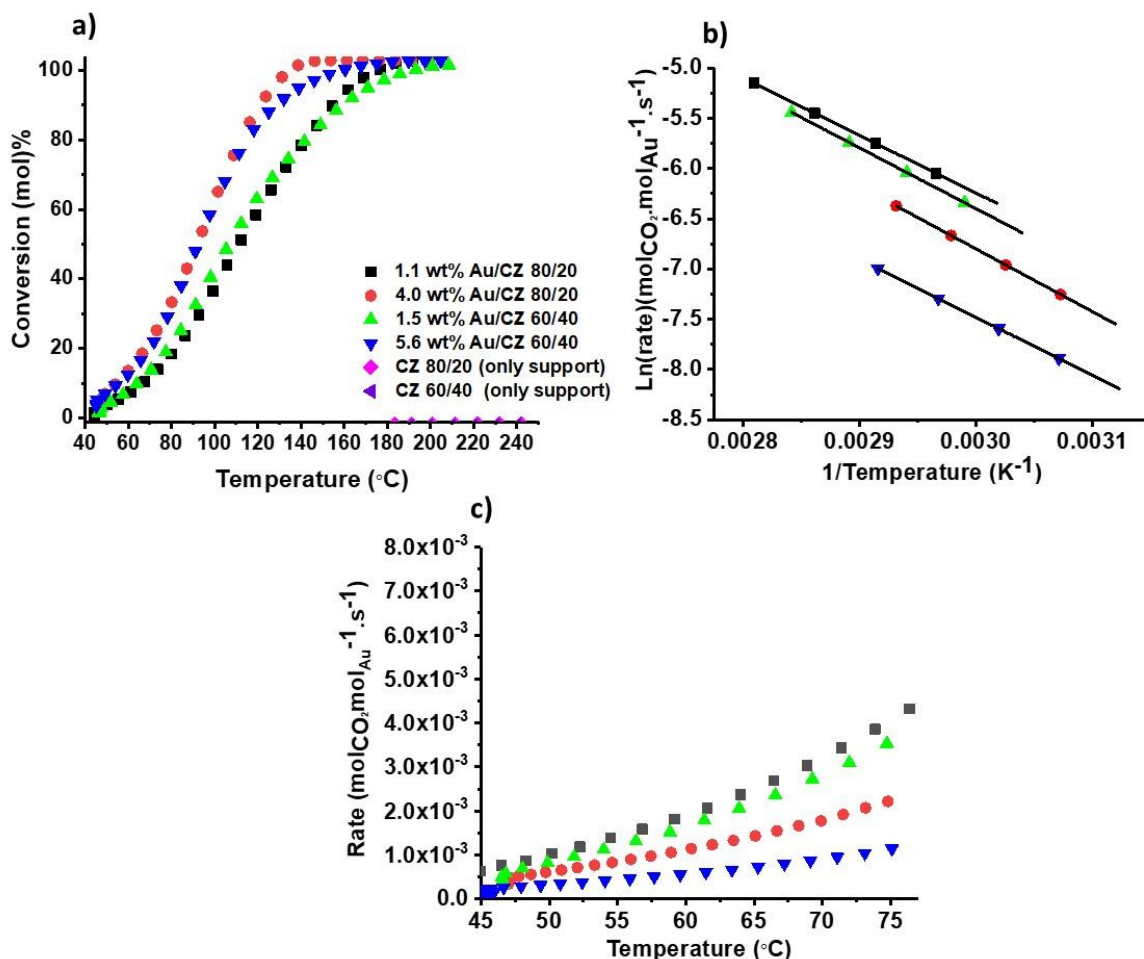 a)
Conversion (mol)%
100
80
60
40
20
0
1.1 wt% Au/CZ 80/20
4.0 wt% Au/CZ 80/20
1.5 wt% Au/CZ 60/40
5.6 wt% Au/CZ 60/40
CZ 80/20 (only support)
CZ 60/40 (only support)
40 60 80 100 120 140 160 180 200 220 240
Temperature (◦C)
b)
Ln(rate)(molCO₂.molAu⁻¹.s⁻¹)
-5.0
-5.5
-6.0
-6.5
-7.0
-7.5
-8.0
-8.5
0.0028 0.0029 0.0030 0.0031
1/Temperature (K⁻¹)
c)
Rate (molCO₂molAu⁻¹.s⁻¹)
8.0x10⁻³
7.0x10⁻³
6.0x10⁻³
5.0x10⁻³
4.0x10⁻³
3.0x10⁻³
2.0x10⁻³
1.0x10⁻³
0.0
45 50 55 60 65 70 75
Temperature (◦C)